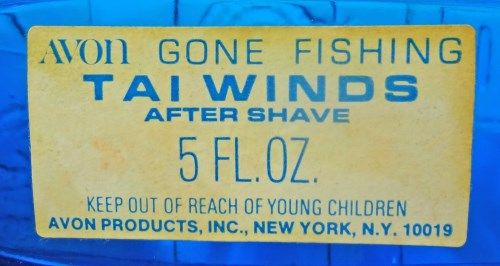 AVON GONE FISHING
TAI WINDS
AFTER SHAVE
5 FL. OZ.
KEEP OUT OF REACH OF YOUNG CHILDREN
AVON PRODUCTS, INC., NEW YORK, N.Y. 10019